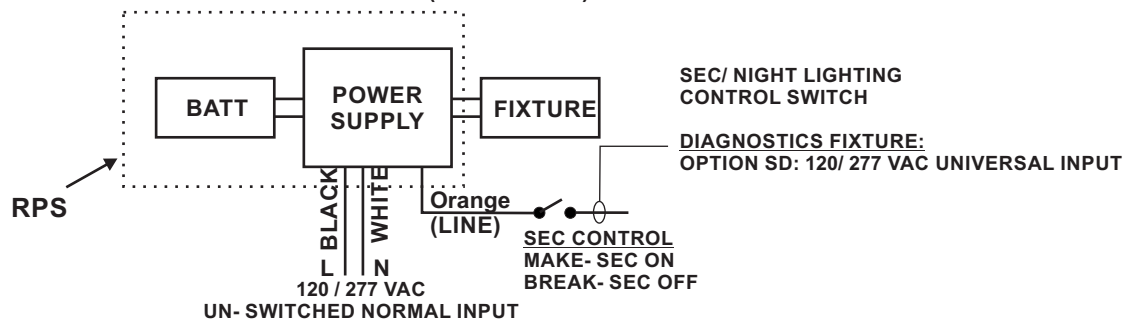 BATT
POWER
SUPPLY
FIXTURE
SEC/ NIGHT LIGHTING
CONTROL SWITCH
DIAGNOSTICS FIXTURE:
OPTION SD: 120/ 277 VAC UNIVERSAL INPUT
RPS
BLACK
WHITE
Orange
(LINE)
L
N
SEC CONTROL
MAKE- SEC ON
BREAK- SEC OFF
120 / 277 VAC
UN- SWITCHED NORMAL INPUT